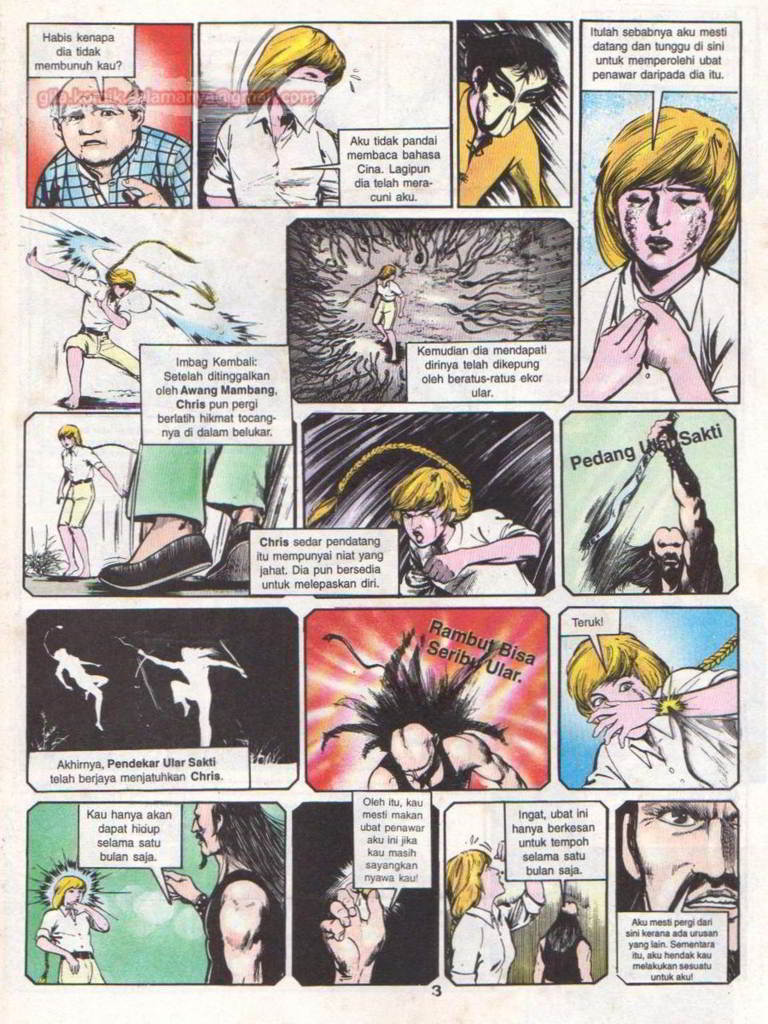 Habis kenapa
dia tidak
membunuh kau?
Aku tidak pandai
membaca bahasa
Cina. Lagipun
dia telah mera-
cuni aku.
Itulah sebabnya aku mesti
datang dan tunggu di sini
untuk memperolehi ubat
penawar daripada dia itu.
Imbag Kembali:
Setelah ditinggalkan
oleh Awang Mambang,
Chris pun pergi
berlatih hikmat tocang-
nya di dalam belukar.
Kemudian dia mendapati
dirinya telah dikepung
oleh beratus-ratus ekor
ular.
Chris sedar pendatang
itu mempunyai niat yang
jahat. Dia pun bersedia
untuk melepaskan diri.
Pedang Ular Sakti
Akhirnya, Pendekar Ular Sakti
telah berjaya menjatuhkan Chris.
Rambut Bisa
Seribu Ular.
Teruk!
Kau hanya akan
dapat hidup
selama satu
bulan saja.
Oleh itu, kau
mesti makan
ubat penawar
aku ini jika
kau masih
sayangkan
nyawa kau!
Ingat, ubat ini
hanya berkesan
untuk tempoh
selama satu
bulan saja.
Aku mesti pergi dari
sini kerana ada urusan
yang lain. Sementara
itu, aku hendak kau
melakukan sesuatu
untuk aku!
3